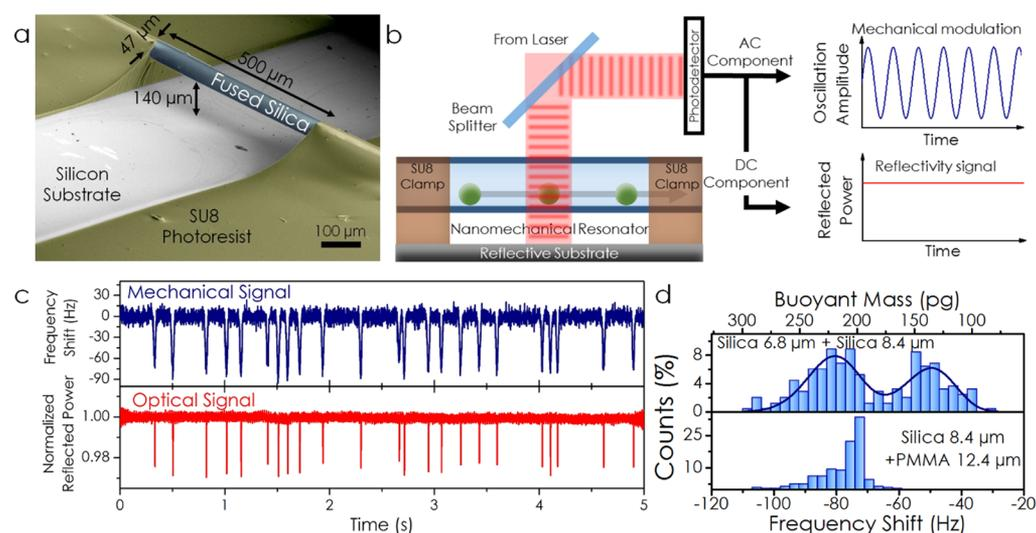 a
47 μm
500 μm
140 μm
Fused Silica
Silicon
Substrate
SU8
Photoresist
100 μm
b
From Laser
Beam
Splitter
Photodetector
AC
Component
DC
Component
SU8
Clamp
SU8
Clamp
Nanomechanical Resonator
Reflective Substrate
Mechanical modulation
Oscillation
Amplitude
Time
Reflectivity signal
Reflected
Power
Time
c
Mechanical Signal
Frequency
Shift (Hz)
30
0
-30
-60
-90
Optical Signal
Normalized
Reflected Power
1.00
0.98
0 1 2 3 4 5
Time (s)
d
Buoyant Mass (pg)
300 250 200 150 100
Silica 6.8 μm + Silica 8.4 μm
Counts (%)
8
4
0
Silica 8.4 μm
+PMMA 12.4 μm
25
10
-120 -100 -80 -60 -40 -20
Frequency Shift (Hz)